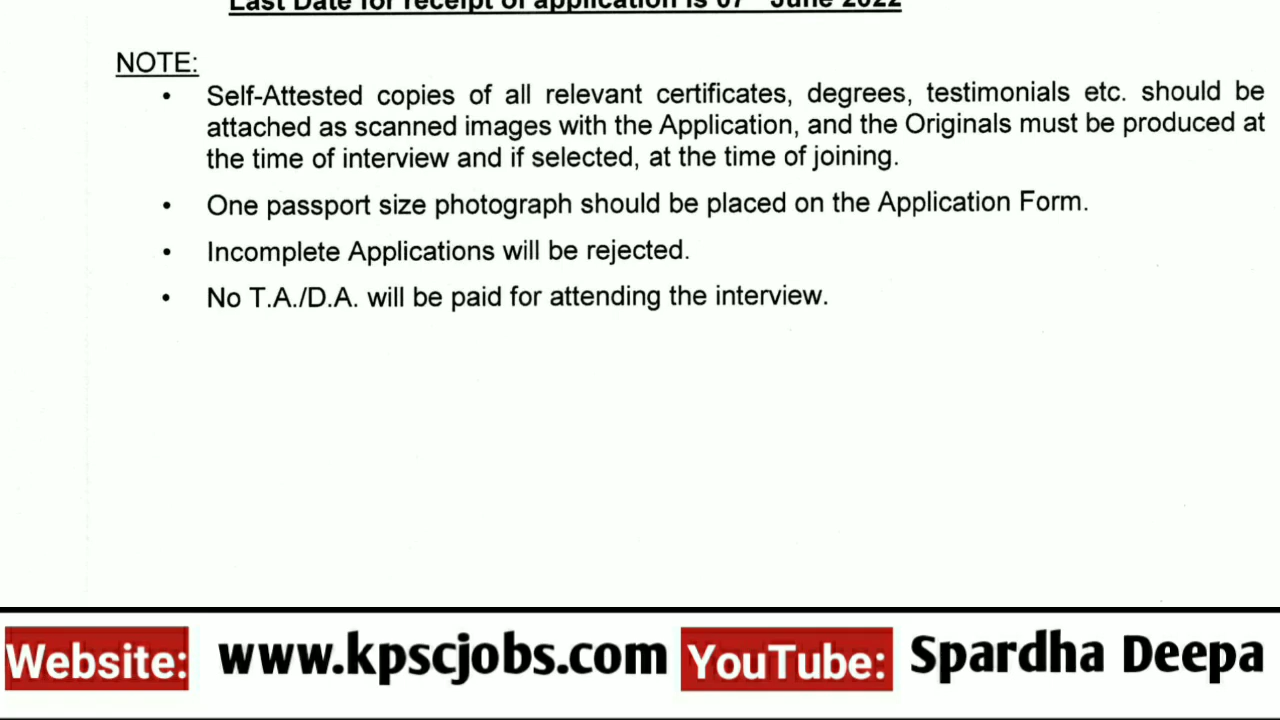 Last Date for receipt of application is 07th June 2022
NOTE:
• Self-Attested copies of all relevant certificates, degrees, testimonials etc. should be
attached as scanned images with the Application, and the Originals must be produced at
the time of interview and if selected, at the time of joining.
• One passport size photograph should be placed on the Application Form.
• Incomplete Applications will be rejected.
• No T.A./D.A. will be paid for attending the interview.
Website: www.kpscjobs.com YouTube: Spardha Deepa